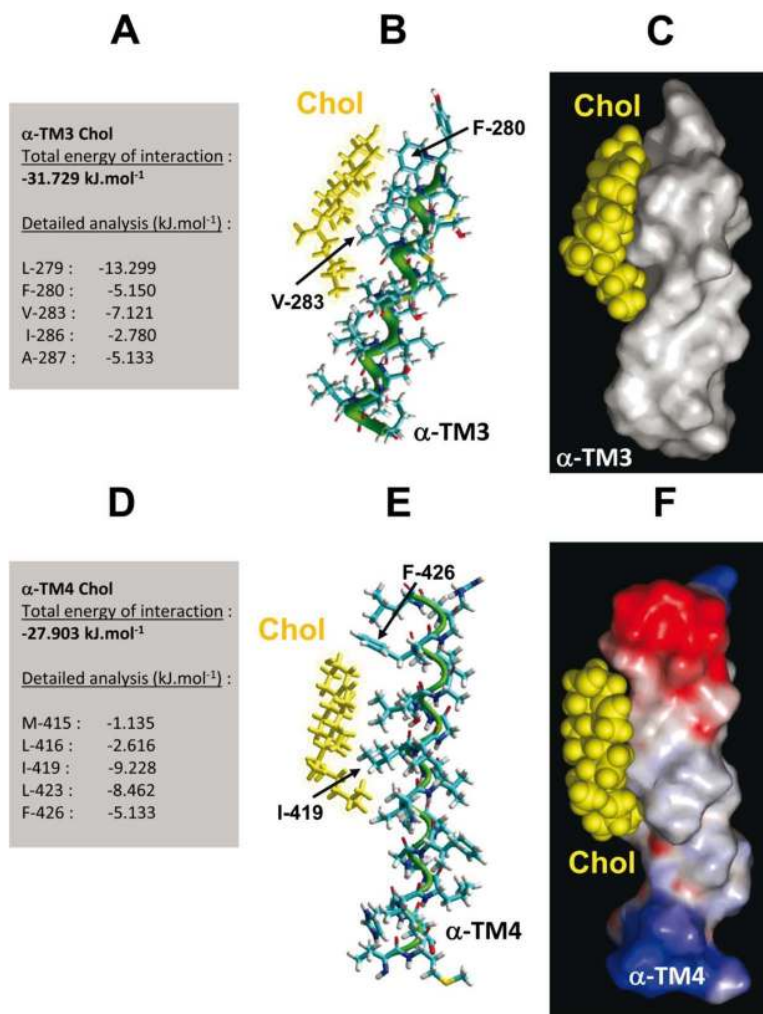 A
B
C
α-TM3 Chol
Total energy of interaction :
-31.729 kJ.mol⁻¹
Detailed analysis (kJ.mol⁻¹) :
L-279 : -13.299
F-280 : -5.150
V-283 : -7.121
I-286 : -2.780
A-287 : -5.133
Chol
F-280
V-283
α-TM3
Chol
α-TM3
D
E
F
α-TM4 Chol
Total energy of interaction :
-27.903 kJ.mol⁻¹
Detailed analysis (kJ.mol⁻¹) :
M-415 : -1.135
L-416 : -2.616
I-419 : -9.228
L-423 : -8.462
F-426 : -5.133
F-426
Chol
I-419
α-TM4
Chol
α-TM4